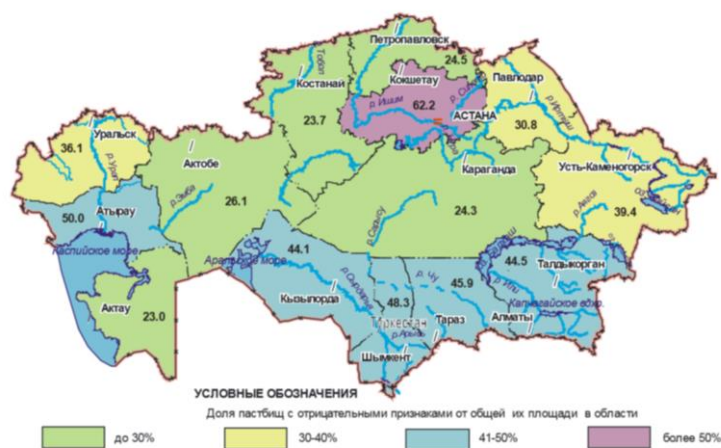 Петропавловск
24.5
Кокшетау
Тобол
Костанай
Павлодар
р.Ишим
62.2
АСТАНА
23.7
30.8
р.Иртыш
36.1
Уральск
р.Урал
Актобе
26.1
Караганда
Усть-Каменогорск
50.0
Атырау
р.Эмба
р.Сарысу
24.3
39.4
Каспийское море
Аральское море
44.1
44.5
Талдыкорган
р. Или
Актау
23.0
р.Сырдарья
Кызылорда
р. Чу
45.9
48.3
Туркестан
Тараз
Алматы
р.Арысь
Шымкент
УСЛОВНЫЕ ОБОЗНАЧЕНИЯ
Доля пастбищ с отрицательными признаками от общей их площади в области
до 30%
30-40%
41-50%
более 50%